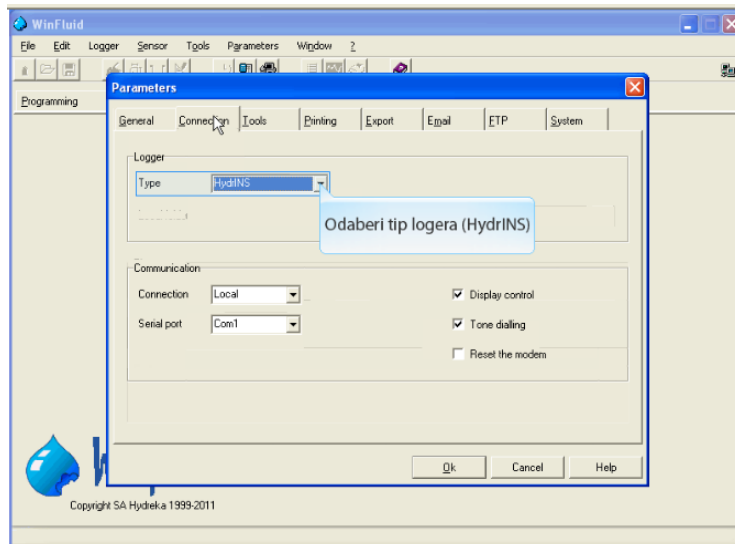 WinFluid
File Edit Logger Sensor Tools Parameters Window ?
Programming
Parameters
General Connection Tools Printing Export Email FTP System
Logger
Type HydrINS
Odaberi tip logera (HydrINS)
Communication
Connection Local
Display control
Serial port Com1
Tone dialling
Reset the modem
Ok Cancel Help
Copyright SA Hydreka 1999-2011